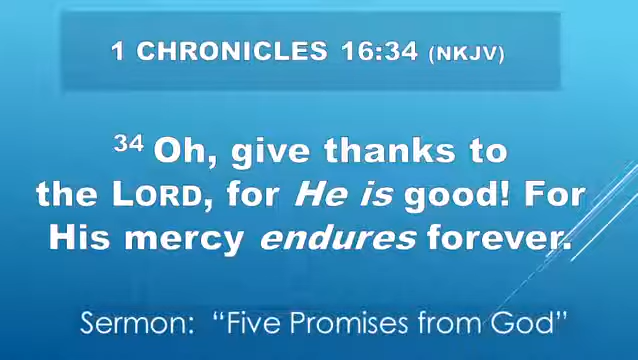 1 CHRONICLES 16:34 (NKJV)
34 Oh, give thanks to
the LORD, for He is good! For
His mercy endures forever.
Sermon: “Five Promises from God”